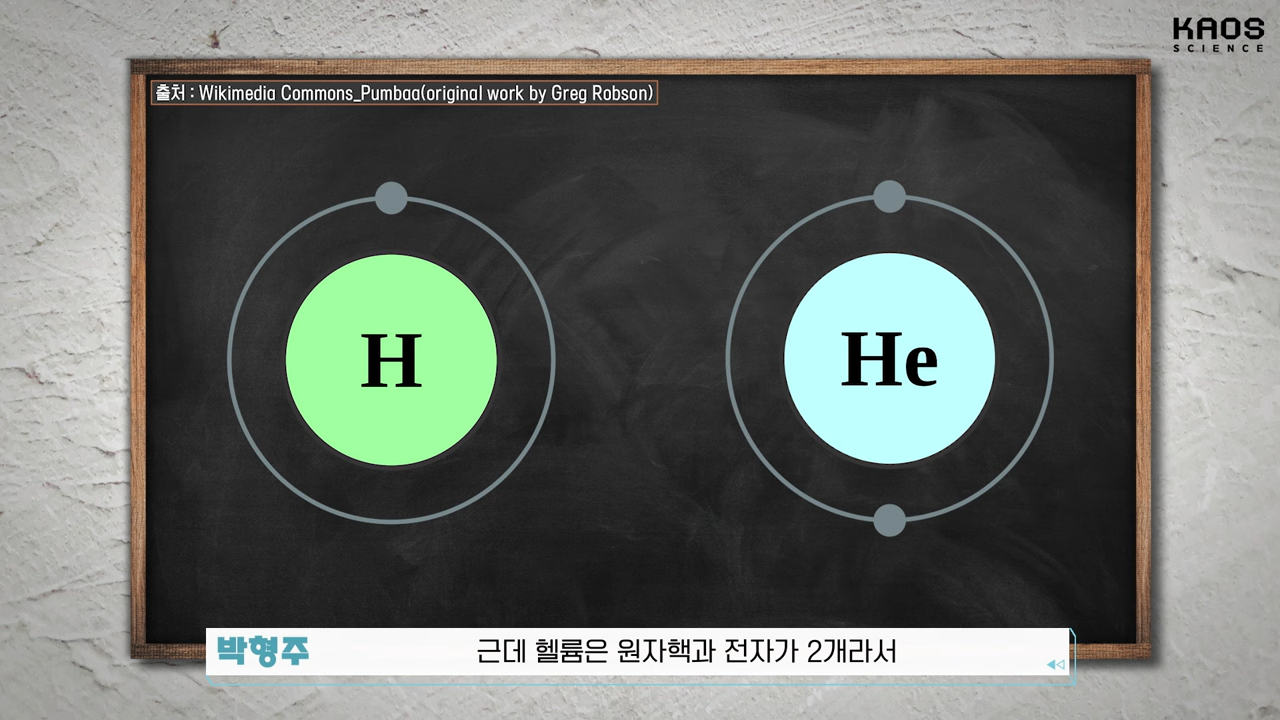 KAOS
SCIENCE
출처 : Wikimedia Commons_Pumbaa(original work by Greg Robson)
H
He
박형주
근데 헬륨은 원자핵과 전자가 2개라서